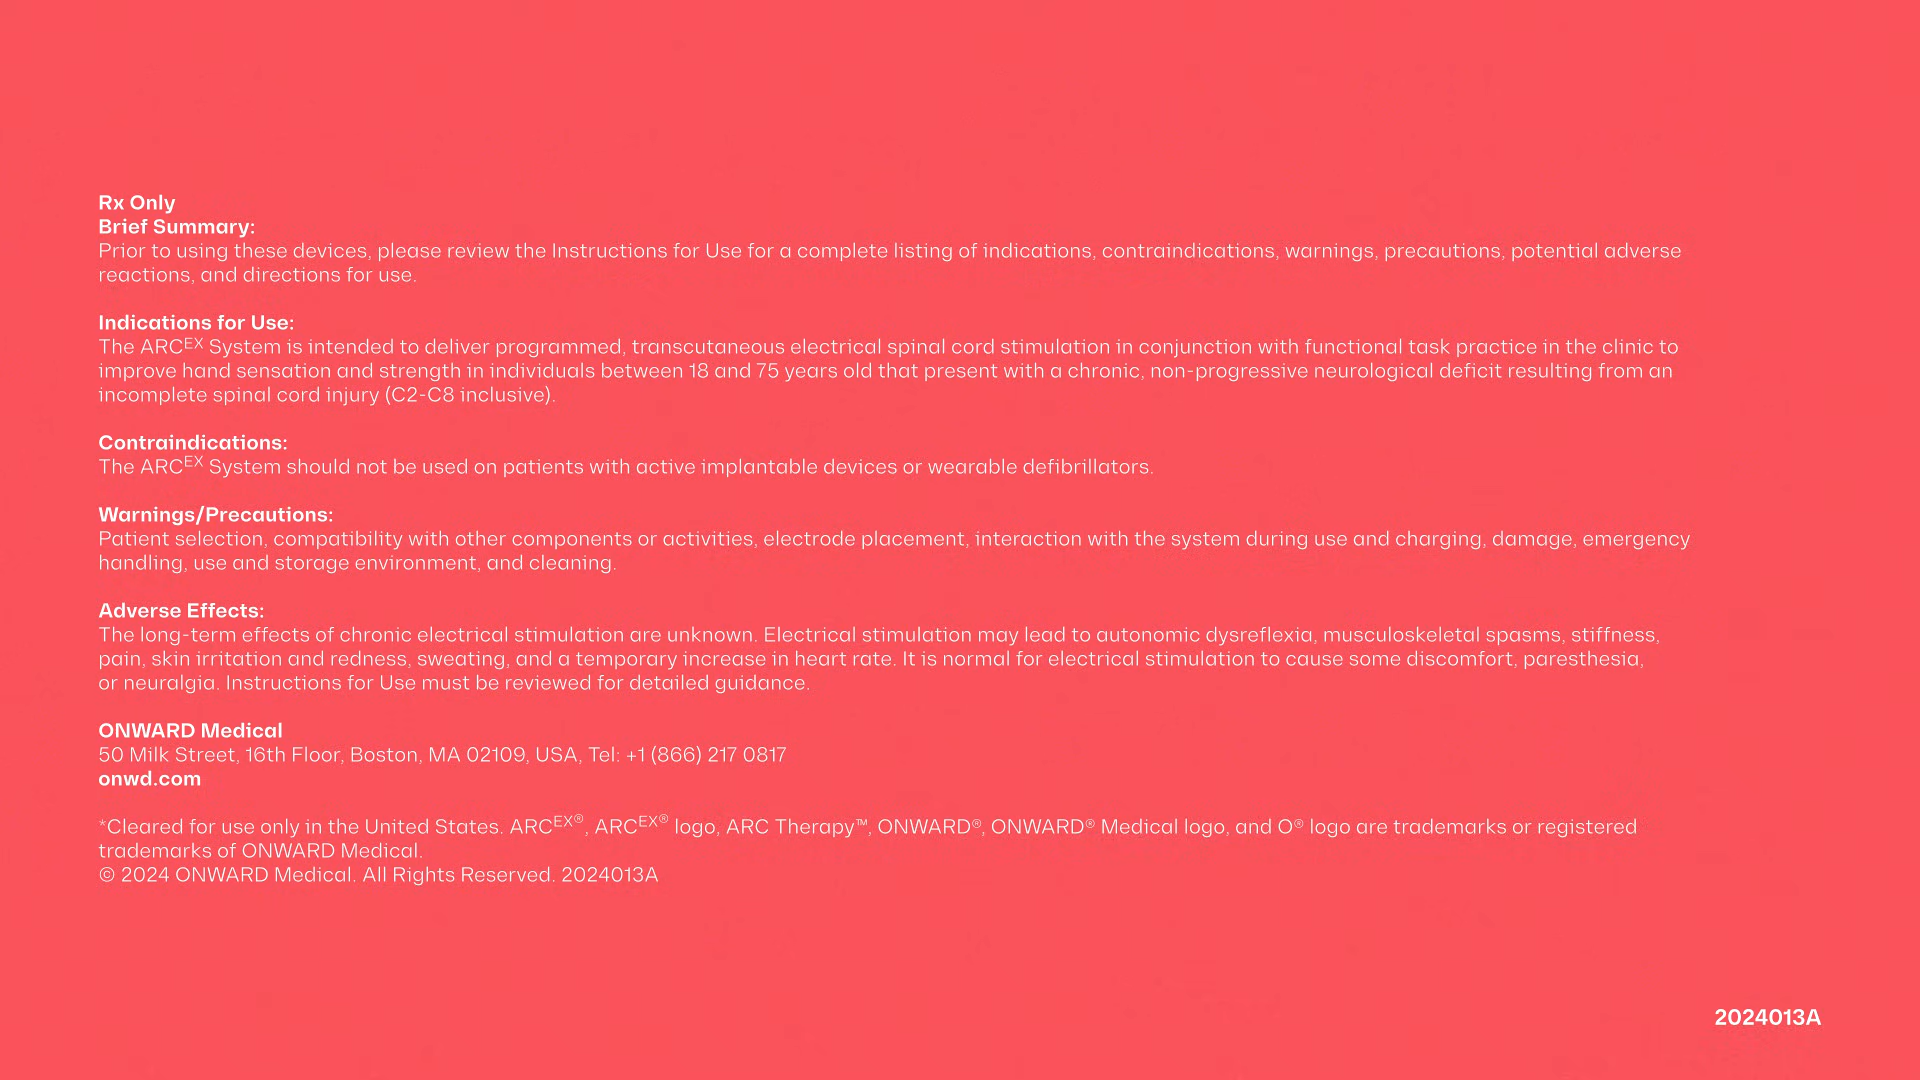 Rx Only
Brief Summary:
Prior to using these devices, please review the Instructions for Use for a complete listing of indications, contraindications, warnings, precautions, potential adverse
reactions, and directions for use.
Indications for Use:
The ARCEX System is intended to deliver programmed, transcutaneous electrical spinal cord stimulation in conjunction with functional task practice in the clinic to
improve hand sensation and strength in individuals between 18 and 75 years old that present with a chronic, non-progressive neurological deficit resulting from an
incomplete spinal cord injury (C2-C8 inclusive).
Contraindications:
The ARCEX System should not be used on patients with active implantable devices or wearable defibrillators.
Warnings/Precautions:
Patient selection, compatibility with other components or activities, electrode placement, interaction with the system during use and charging, damage, emergency
handling, use and storage environment, and cleaning.
Adverse Effects:
The long-term effects of chronic electrical stimulation are unknown. Electrical stimulation may lead to autonomic dysreflexia, musculoskeletal spasms, stiffness,
pain, skin irritation and redness, sweating, and a temporary increase in heart rate. It is normal for electrical stimulation to cause some discomfort, paresthesia,
or neuralgia. Instructions for Use must be reviewed for detailed guidance.
ONWARD Medical
50 Milk Street, 16th Floor, Boston, MA 02109, USA, Tel: +1 (866) 217 0817
onwd.com
*Cleared for use only in the United States. ARCEX®, ARCEX® logo, ARC Therapy™, ONWARD®, ONWARD® Medical logo, and O® logo are trademarks or registered
trademarks of ONWARD Medical.
© 2024 ONWARD Medical. All Rights Reserved. 2024013A
2024013A